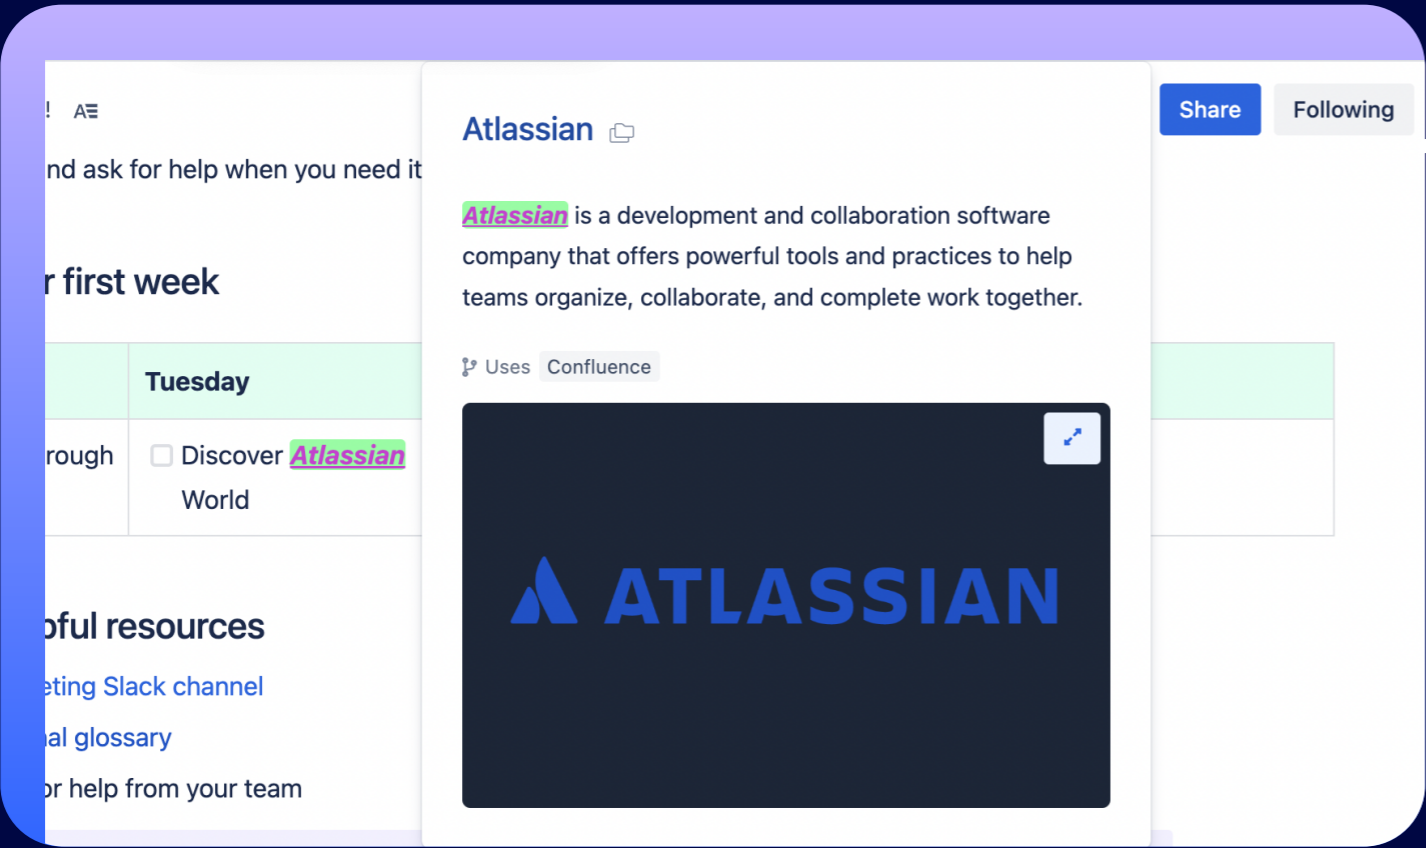 !
Share
Following
nd ask for help when you need it
r first week
Tuesday
rough
Discover Atlassian
World
pful resources
eting Slack channel
al glossary
or help from your team
Atlassian
Atlassian is a development and collaboration software
company that offers powerful tools and practices to help
teams organize, collaborate, and complete work together.
Uses Confluence
ATLASSIAN